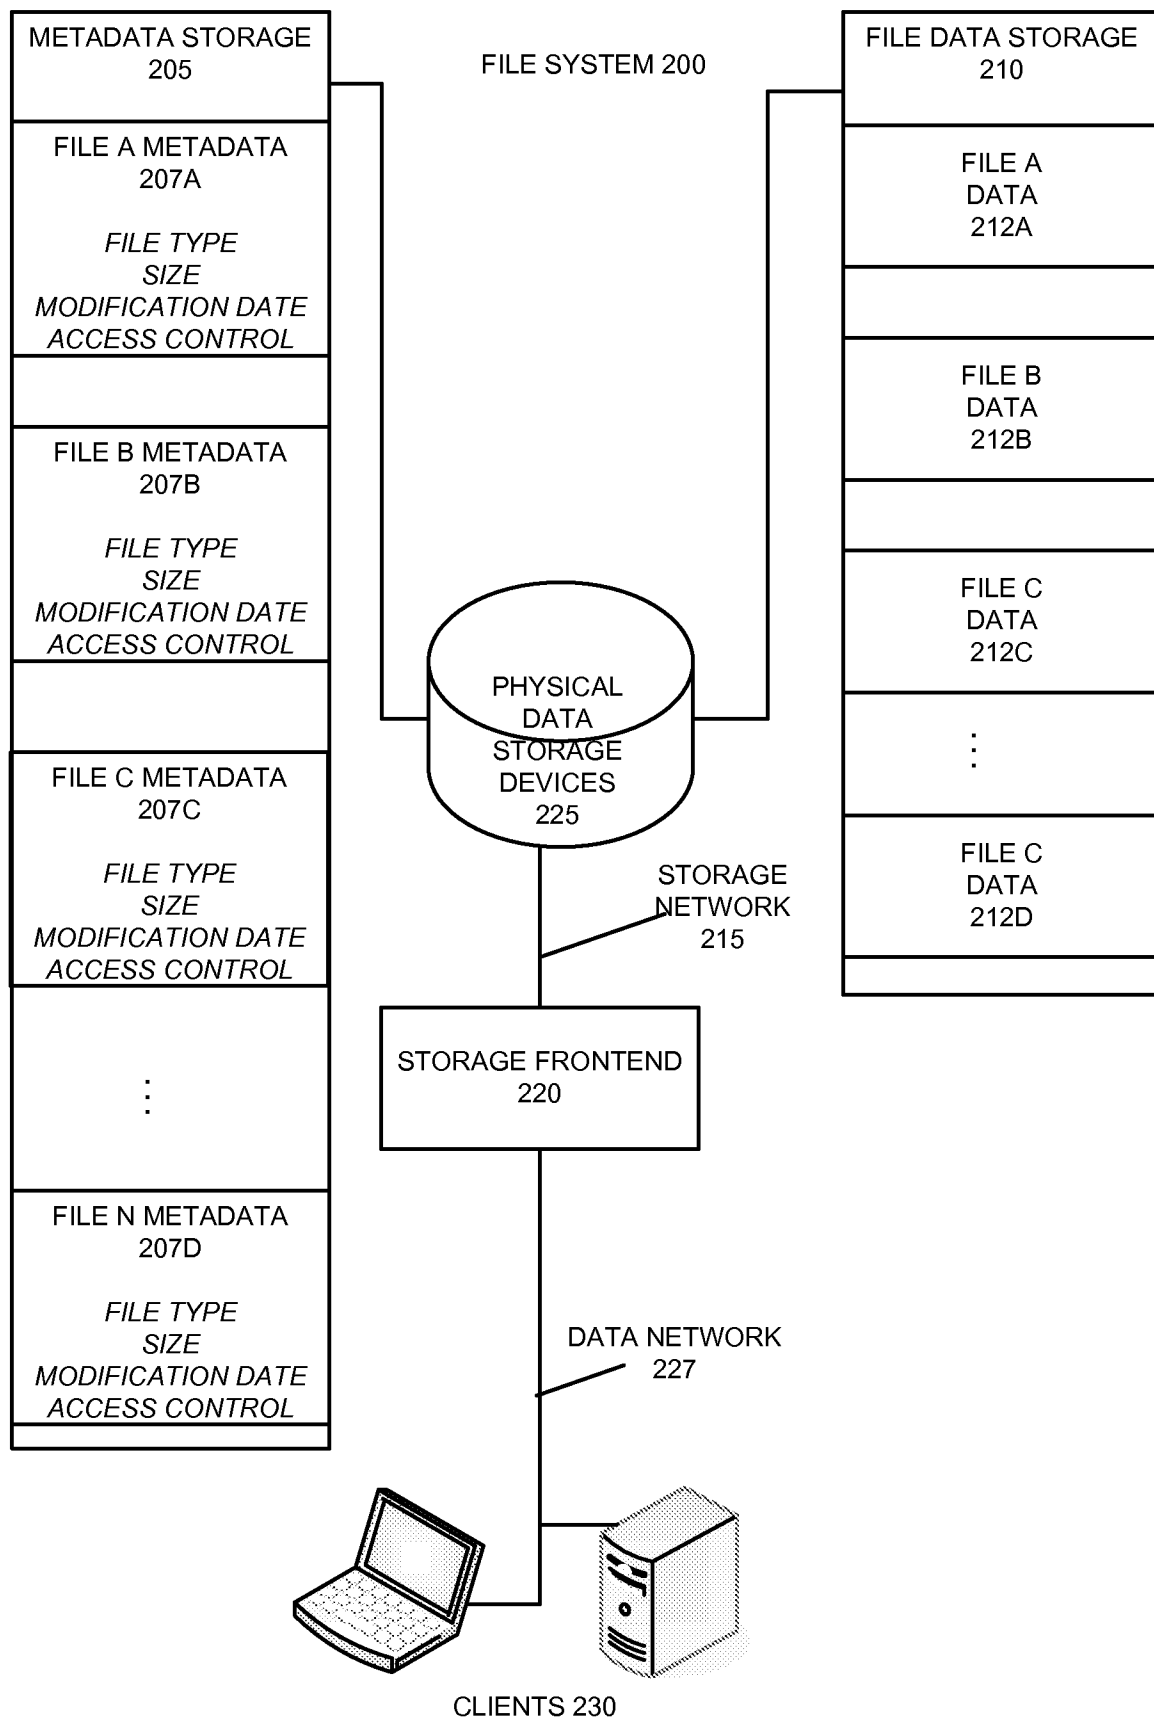 METADATA STORAGE
205
FILE A METADATA
207A
FILE TYPE
SIZE
MODIFICATION DATE
ACCESS CONTROL
FILE B METADATA
207B
FILE TYPE
SIZE
MODIFICATION DATE
ACCESS CONTROL
FILE C METADATA
207C
FILE TYPE
SIZE
MODIFICATION DATE
ACCESS CONTROL
⋮
FILE N METADATA
207D
FILE TYPE
SIZE
MODIFICATION DATE
ACCESS CONTROL
FILE SYSTEM 200
PHYSICAL
DATA
STORAGE
DEVICES
225
STORAGE
NETWORK
215
STORAGE FRONTEND
220
DATA NETWORK
227
CLIENTS 230
FILE DATA STORAGE
210
FILE A
DATA
212A
FILE B
DATA
212B
FILE C
DATA
212C
⋮
FILE C
DATA
212D